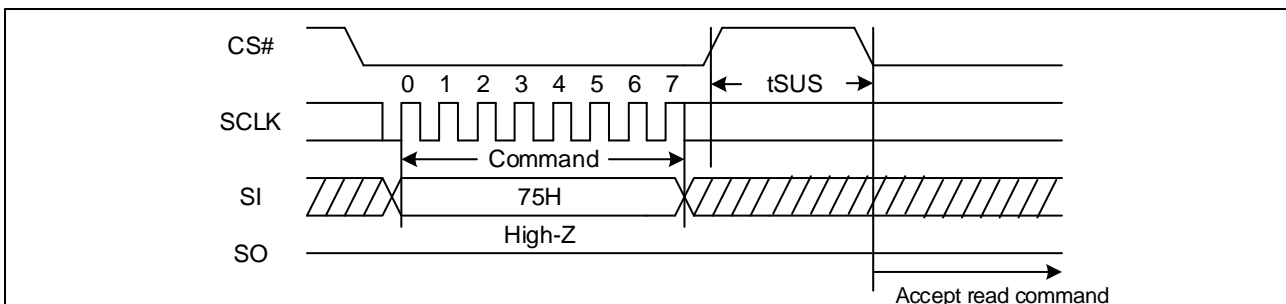 CS#
tSUS
0 1 2 3 4 5 6 7
SCLK
Command
SI
75H
High-Z
SO
Accept read command